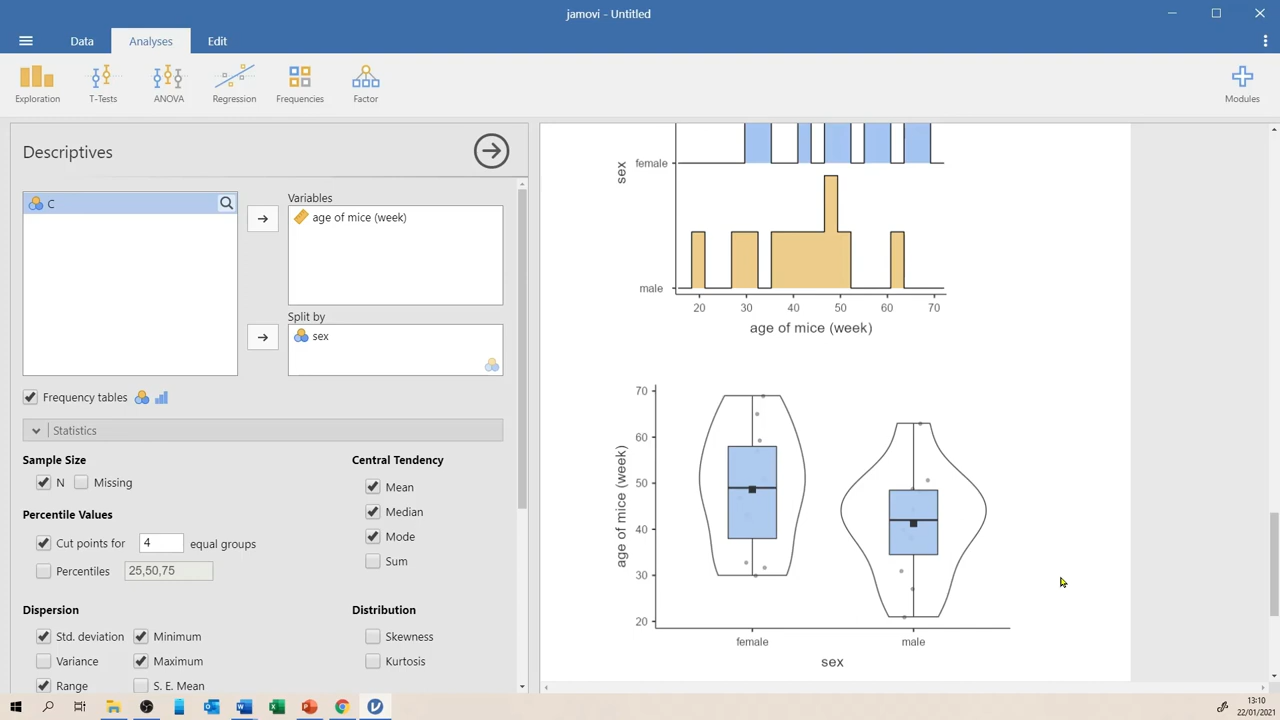 jamovi - Untitled
Data Analyses Edit
Exploration T-Tests ANOVA Regression Frequencies Factor Modules
Descriptives
C
Variables
age of mice (week)
Split by
sex
Frequency tables
Statistics
Sample Size
N Missing
Percentile Values
Cut points for 4 equal groups
Percentiles 25,50,75
Dispersion
Std. deviation Minimum
Variance Maximum
Range S. E. Mean
Central Tendency
Mean
Median
Mode
Sum
Distribution
Skewness
Kurtosis
sex
female
male
20 30 40 50 60 70
age of mice (week)
age of mice (week)
70
60
50
40
30
20
female male
sex
13:10
22/01/2021